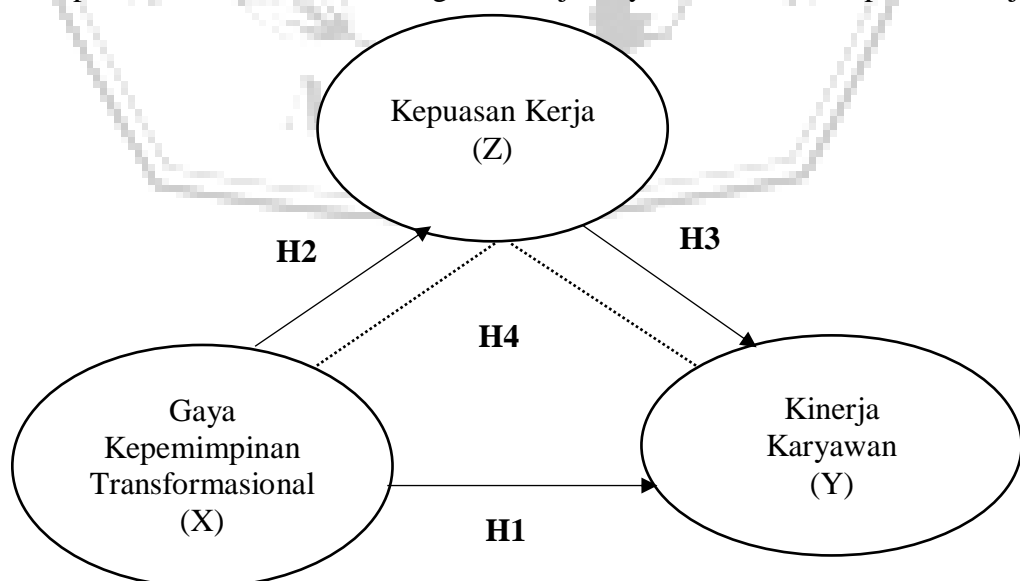 Kepuasan Kerja
(Z)
H2
H3
H4
Gaya
Kepemimpinan
Transformasional
(X)
Kinerja
Karyawan
(Y)
H1